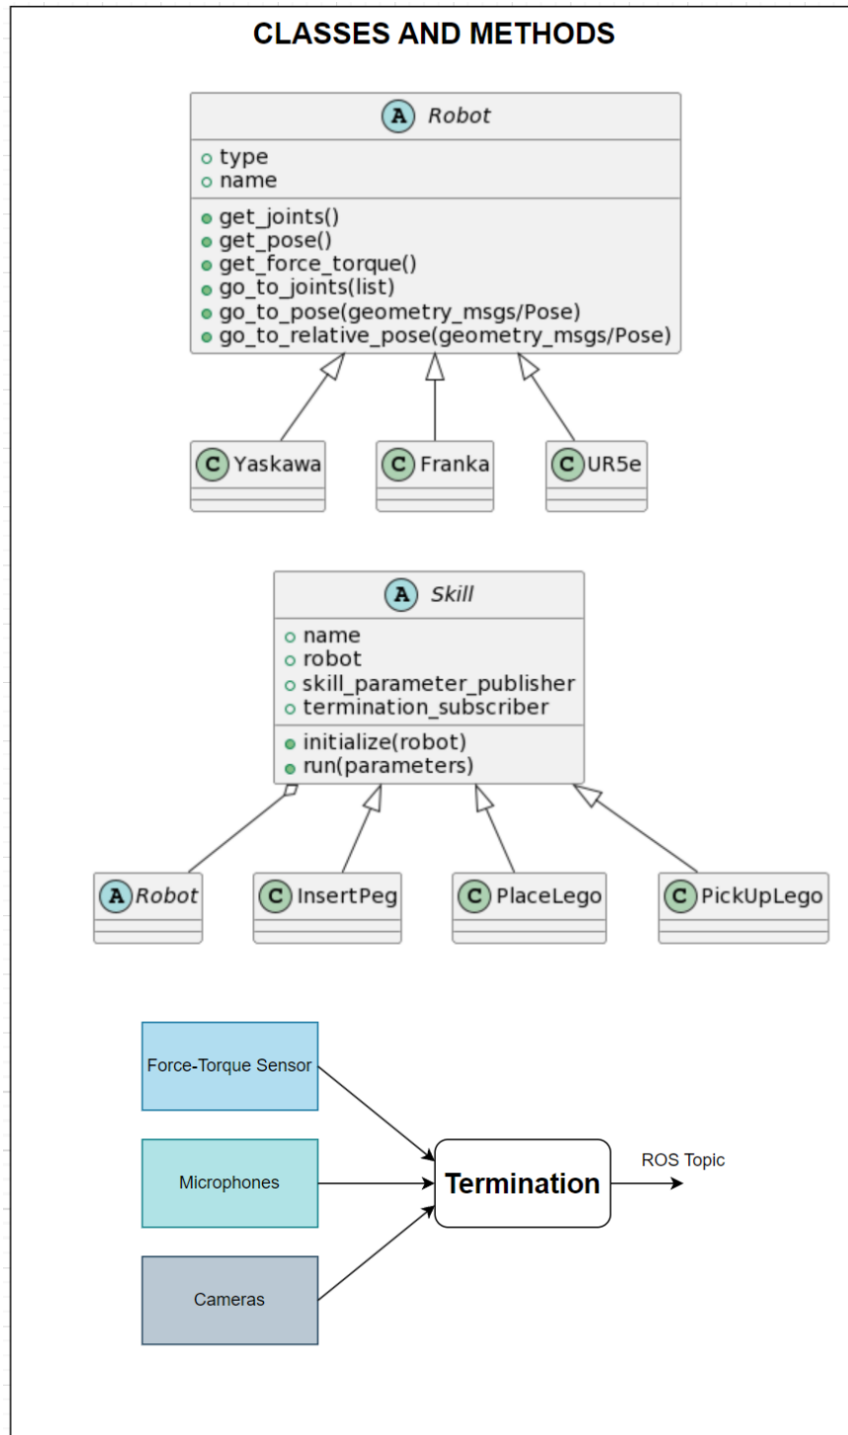 CLASSES AND METHODS
A Robot
type
name
get_joints()
get_pose()
get_force_torque()
go_to_joints(list)
go_to_pose(geometry_msgs/Pose)
go_to_relative_pose(geometry_msgs/Pose)
C Yaskawa
C Franka
C UR5e
A Skill
name
robot
skill_parameter_publisher
termination_subscriber
initialize(robot)
run(parameters)
A Robot
C InsertPeg
C PlaceLego
C PickUpLego
Force-Torque Sensor
Microphones
Cameras
Termination
ROS Topic